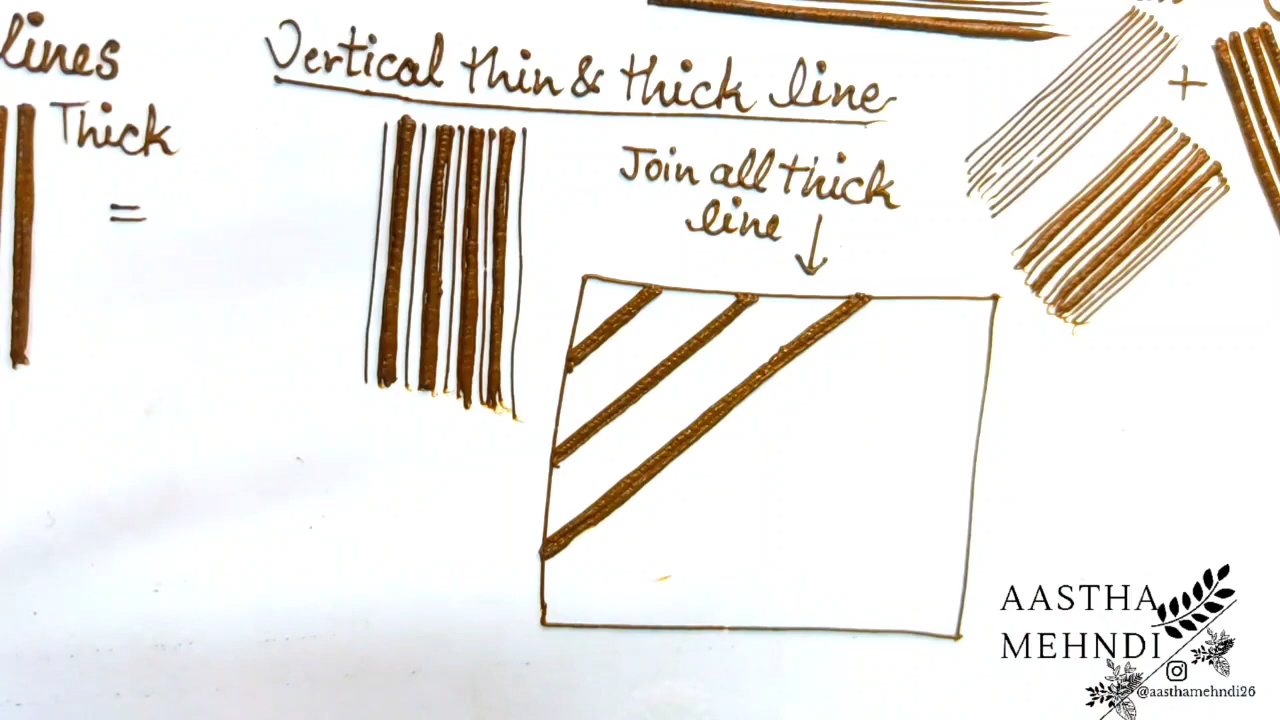 lines
Thick
=
Vertical thin & thick line
Join all thick
line
+
AASTHA
MEHNDI
@aasthamehndi26